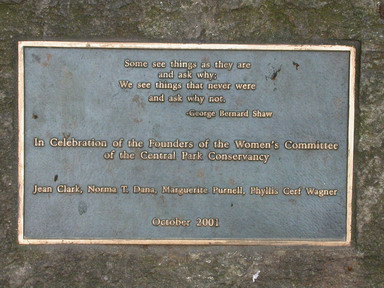 Some see things as they are
and ask why;
We see things that never were
and ask why not.
-George Bernard Shaw
In Celebration of the Founders of the Women's Committee
of the Central Park Conservancy
Jean Clark, Norma T. Dana, Marguerite Purnell, Phyllis Cerf Wagner
October 2001